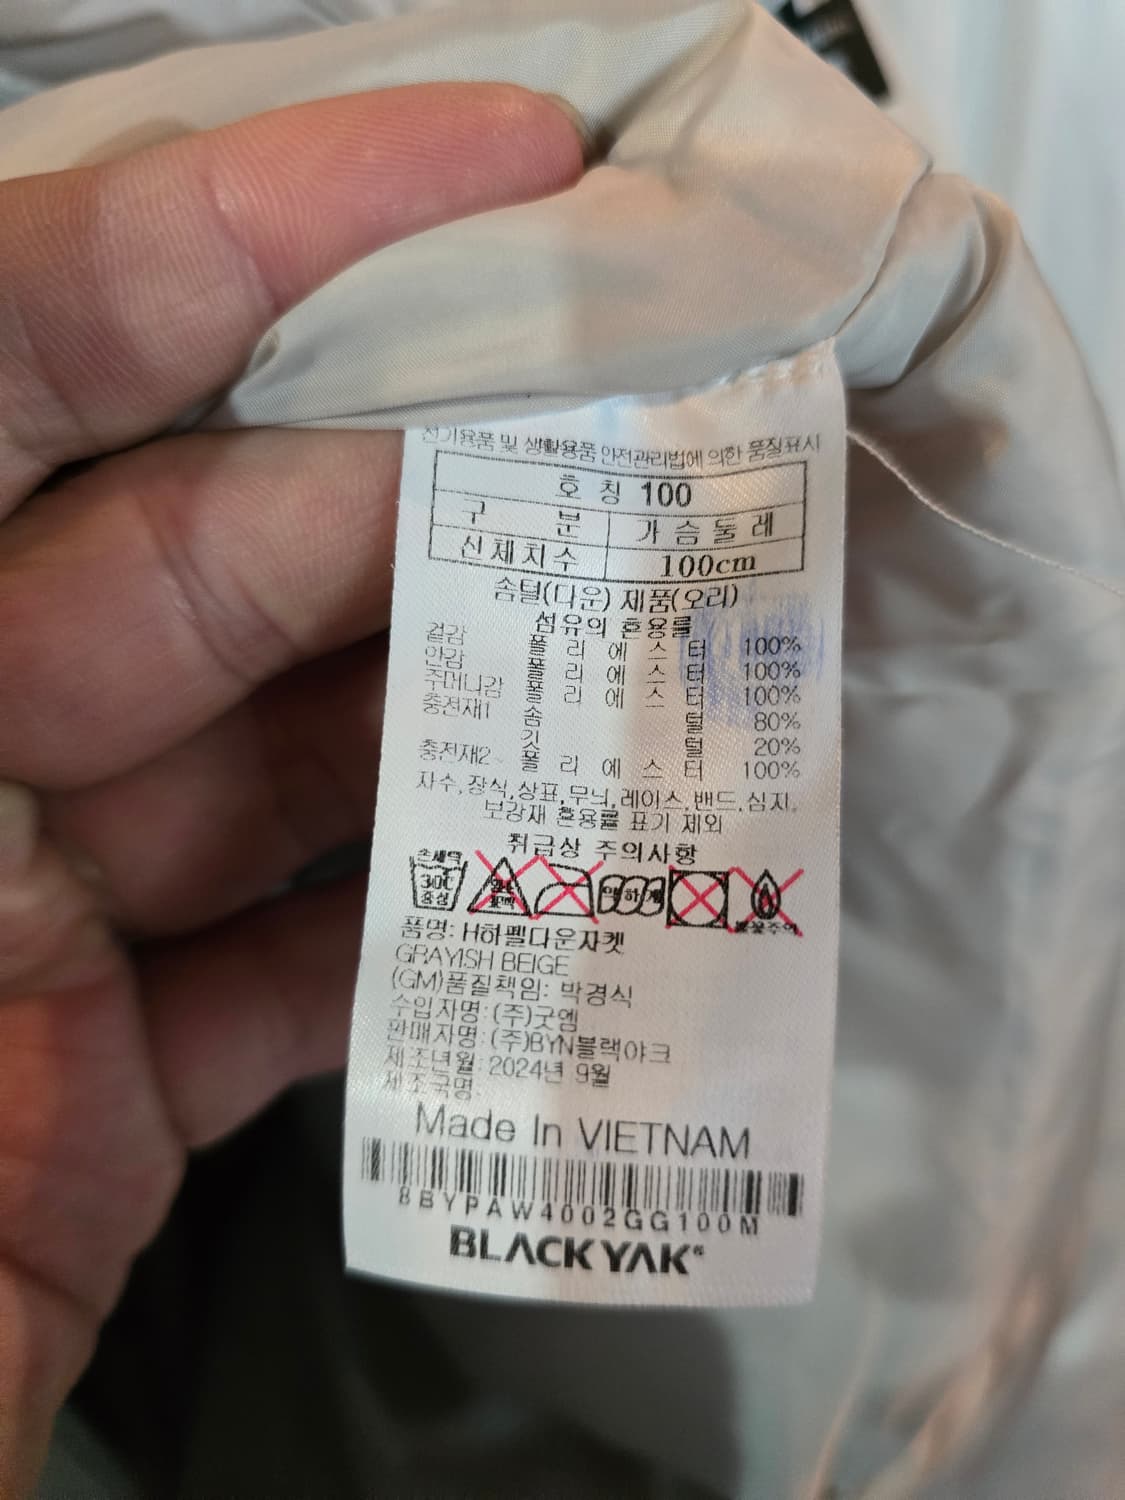 전기용품 및 생활용품 안전관리법에 의한 품질표시
호 칭 100
구 분 가 슴 둘 레
신체치수 100cm
솜털(다운) 제품(오리)
섬유의 혼용률
겉감 폴 리 에 스 터 100%
안감 폴 리 에 스 터 100%
주머니감 폴 리 에 스 터 100%
충전재1 솜 털 80%
깃 털 20%
충전재2 폴 리 에 스 터 100%
자수,장식,상표,무늬,레이스,밴드,심지,
보강재 혼용률 표기 제외
취급상 주의사항
손세탁
30℃ 약하게
중성
품명: H허펠다운자켓
GRAYISH BEIGE
(GM)품질책임: 박경식
수입자명: (주)굿엠
판매자명: (주)BYN블랙야크
제조년월: 2024년 9월
제조국명:
Made In VIETNAM
8BYPAW4002GG100M
BLACKYAK®